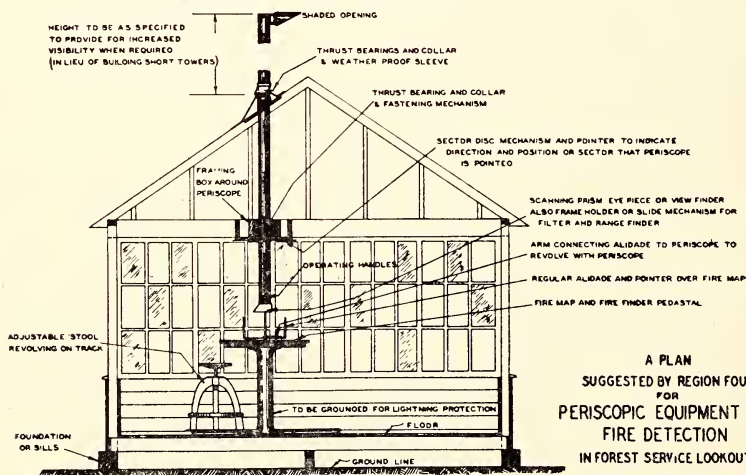 SHADED OPENING
HEIGHT TO BE AS SPECIFIED
TO PROVIDE FOR INCREASED
VISIBILITY WHEN REQUIRED
(IN LIEU OF BUILDING SHORT TOWERS)
THRUST BEARINGS AND COLLAR
& WEATHER PROOF SLEEVE
THRUST BEARING AND COLLAR
& FASTENING MECHANISM
SECTOR DISC MECHANISM AND POINTER TO INDICATE
DIRECTION AND POSITION OR SECTOR THAT PERISCOPE
IS POINTED
FRAMING
BOX AROUND
PERISCOPE
SCANNING PRISM EYE PIECE OR VIEW FINDER
ALSO FRAME HOLDER OR SLIDE MECHANISM FOR
FILTER AND RANGE FINDER
ARM CONNECTING ALIDADE TO PERISCOPE TO
REVOLVE WITH PERISCOPE
OPERATING HANDLES
REGULAR ALIDADE AND POINTER OVER FIRE MAP
FIRE MAP AND FIRE FINDER PEDASTAL
ADJUSTABLE STOOL
REVOLVING ON TRACK
TO BE GROUNDED FOR LIGHTNING PROTECTION
FLOOR
FOUNDATION
OR SILLS
GROUND LINE
A PLAN
SUGGESTED BY REGION FOU
FOR
PERISCOPIC EQUIPMENT
FIRE DETECTION
IN FOREST SERVICE LOOKOUT